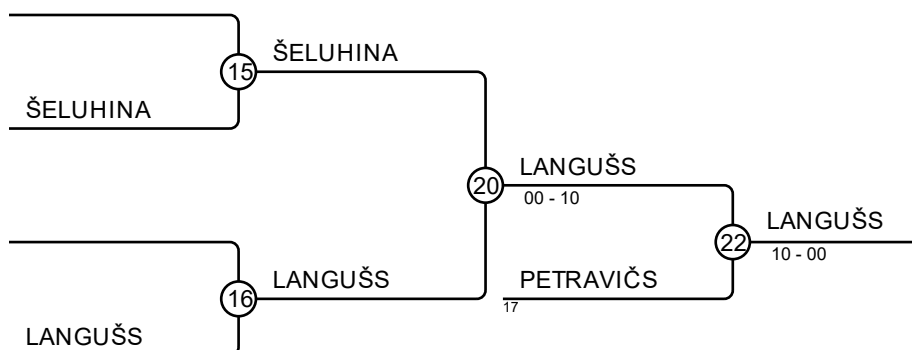 ŠELUHINA
15
ŠELUHINA
LANGUŠS
20
00 - 10
LANGUŠS
22
10 - 00
PETRAVIČS
17
LANGUŠS
16
LANGUŠS